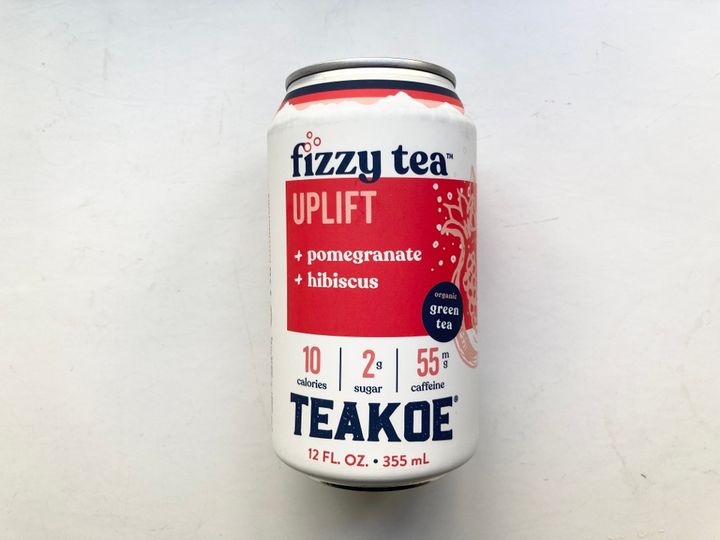 fizzy tea™
UPLIFT
+ pomegranate
+ hibiscus
organic
green
tea
10
calories
2g
sugar
55mg
caffeine
TEAKOE®
12 FL. OZ. • 355 mL